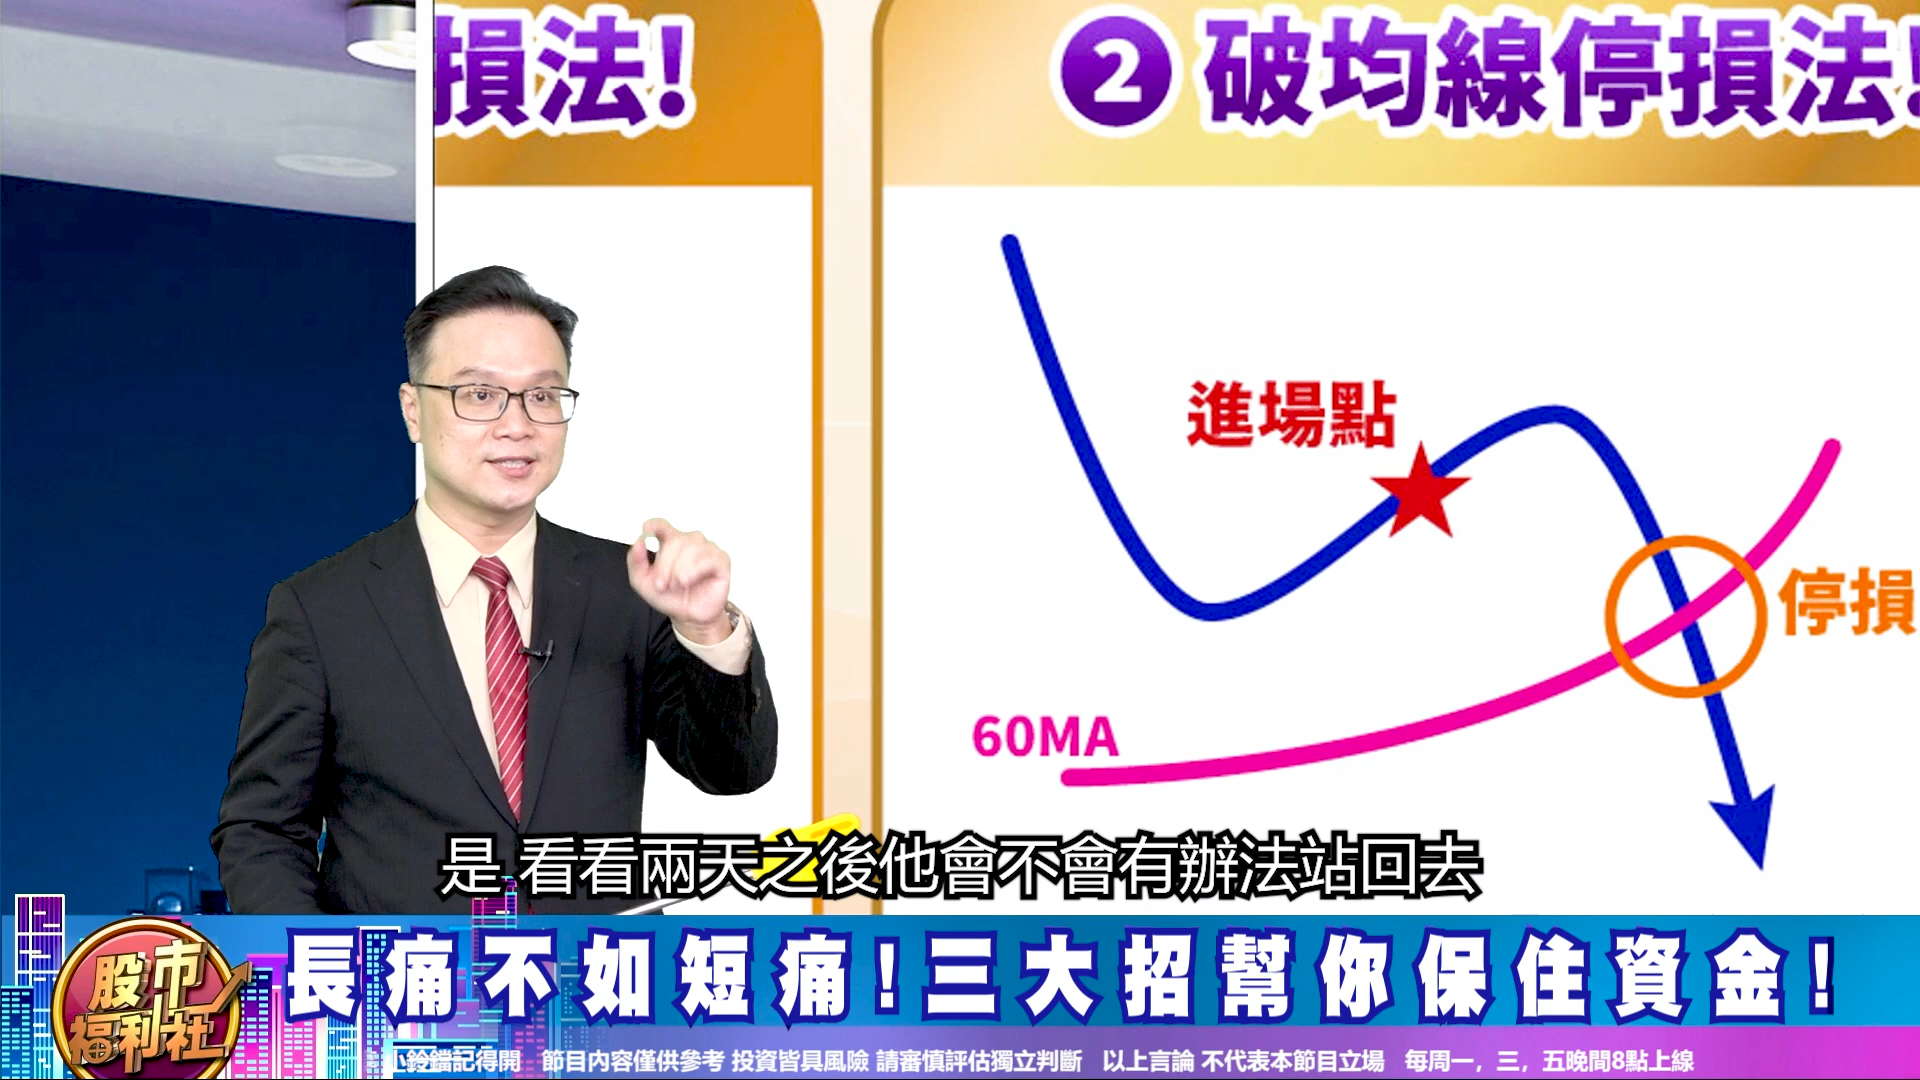 損法!
2 破均線停損法!
進場點
停損
60MA
是 看看兩天之後他會不會有辦法站回去
長痛不如短痛!三大招幫你保住資金!
股市
福利社
小鈴鐺記得開 節目內容僅供參考 投資皆具風險 請審慎評估獨立判斷 以上言論 不代表本節目立場 每周一，三，五晚間8點上線